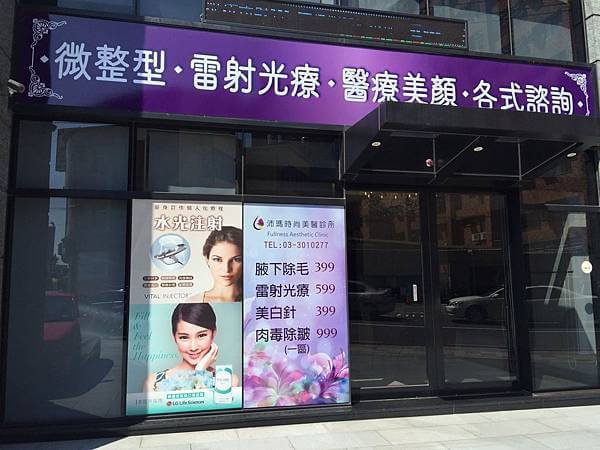 微整型·雷射光療·醫療美顏·各式諮詢·
水光注射
VITAL INJECTOR
Fill
& Feel
the
Happiness.
LG Life Sciences
沛瑪時尚美醫診所
Fullness Aesthetic Clinic
TEL:03-3010277
腋下除毛 399
雷射光療 599
美白針 399
肉毒除皺 999
(一區)